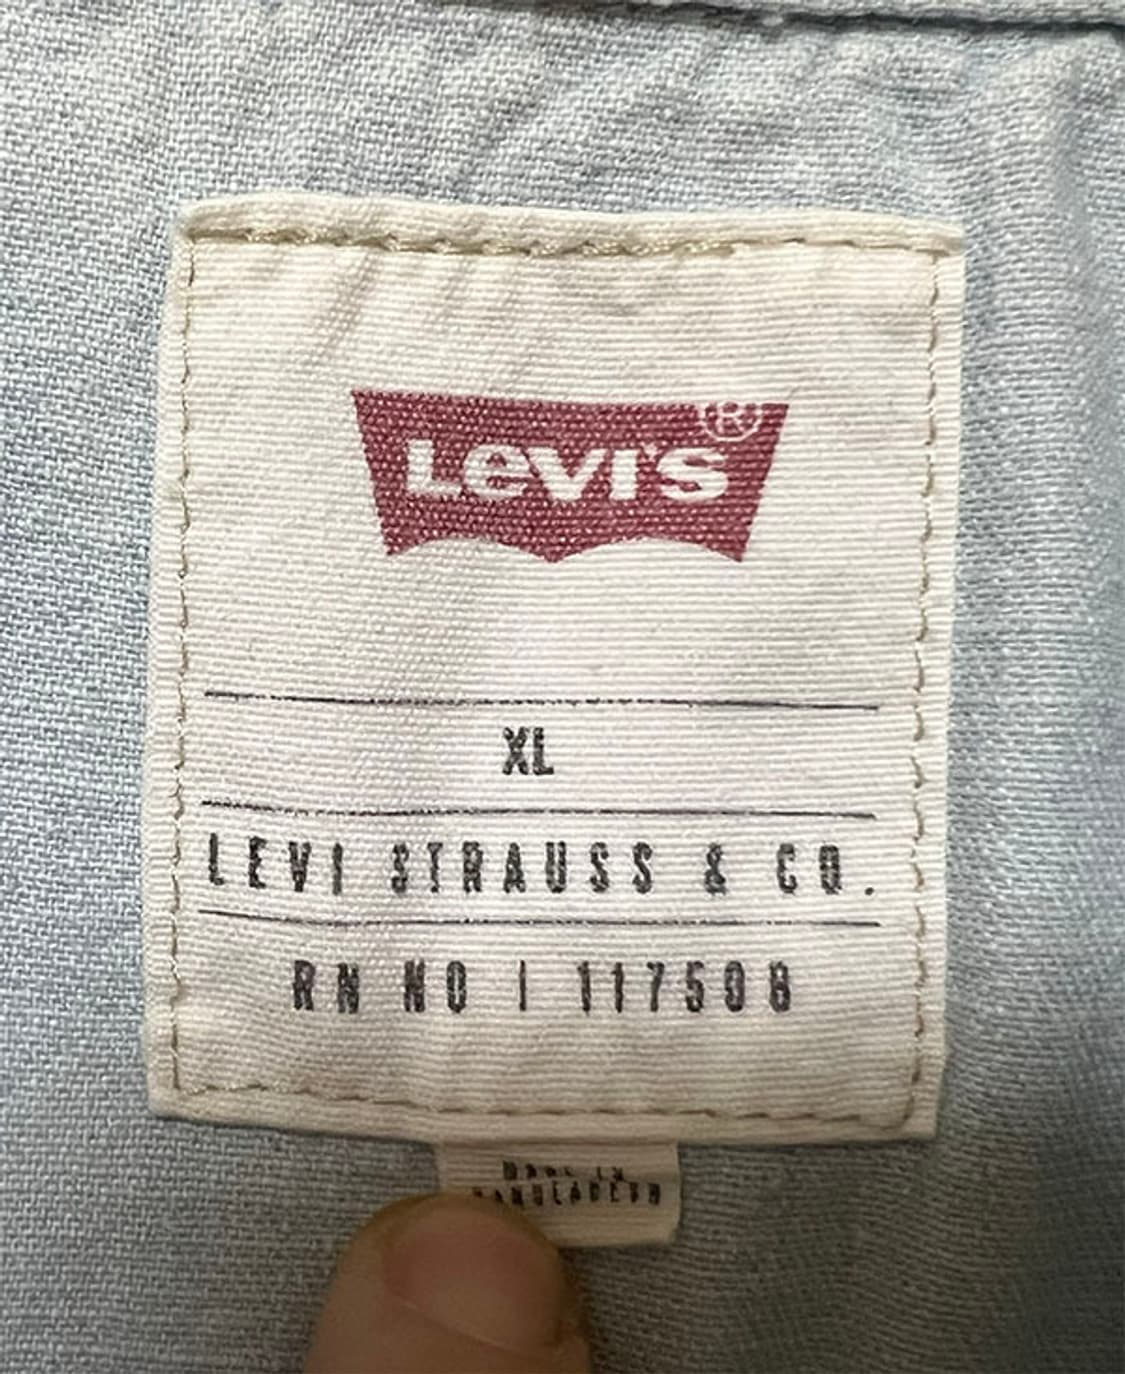 Levi's®
XL
LEVI STRAUSS & CO.
RN NO | 117508
MADE IN
BANGLADESH